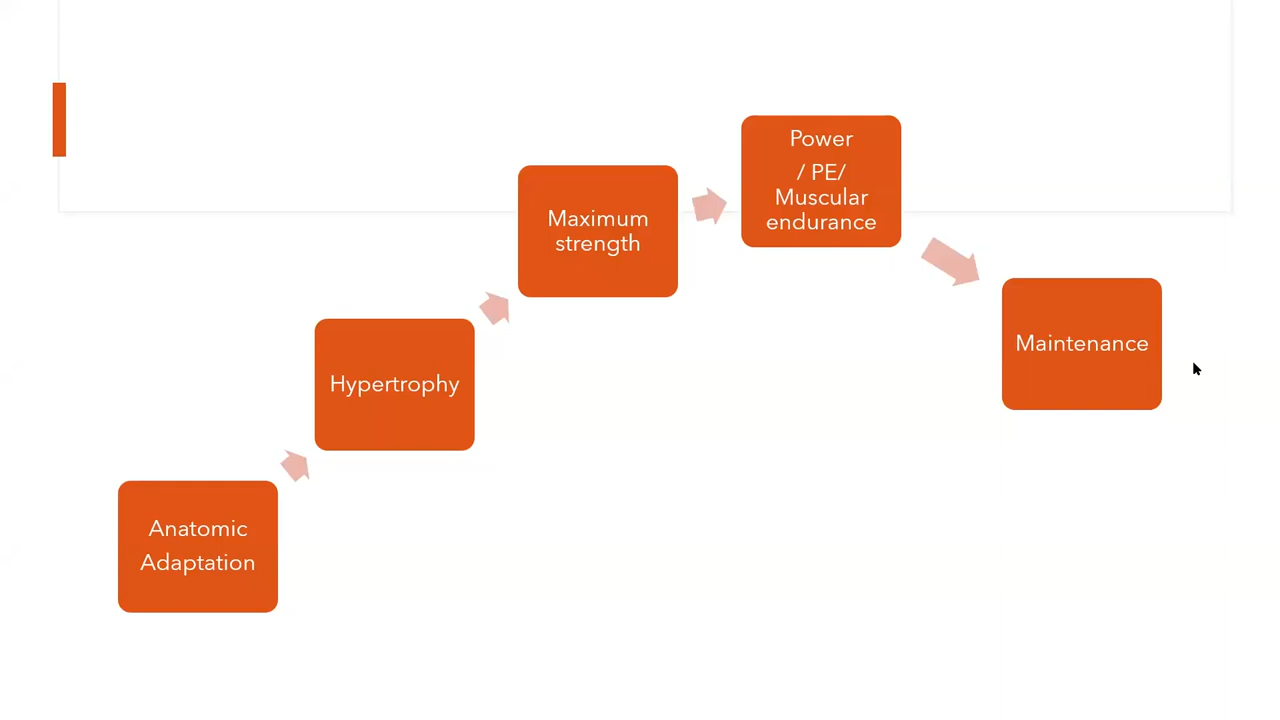 Power
/ PE/
Muscular
endurance
Maximum
strength
Maintenance
Hypertrophy
Anatomic
Adaptation